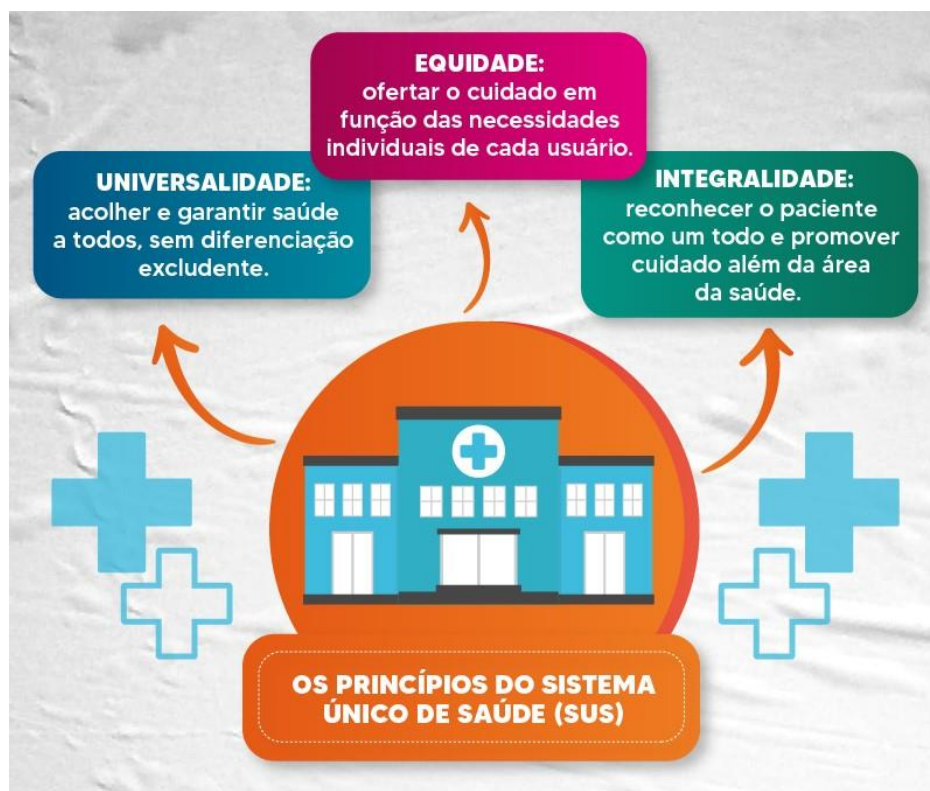 EQUIDADE:
ofertar o cuidado em
função das necessidades
individuais de cada usuário.
UNIVERSALIDADE:
acolher e garantir saúde
a todos, sem diferenciação
excludente.
INTEGRALIDADE:
reconhecer o paciente
como um todo e promover
cuidado além da área
da saúde.
OS PRINCÍPIOS DO SISTEMA
ÚNICO DE SAÚDE (SUS)